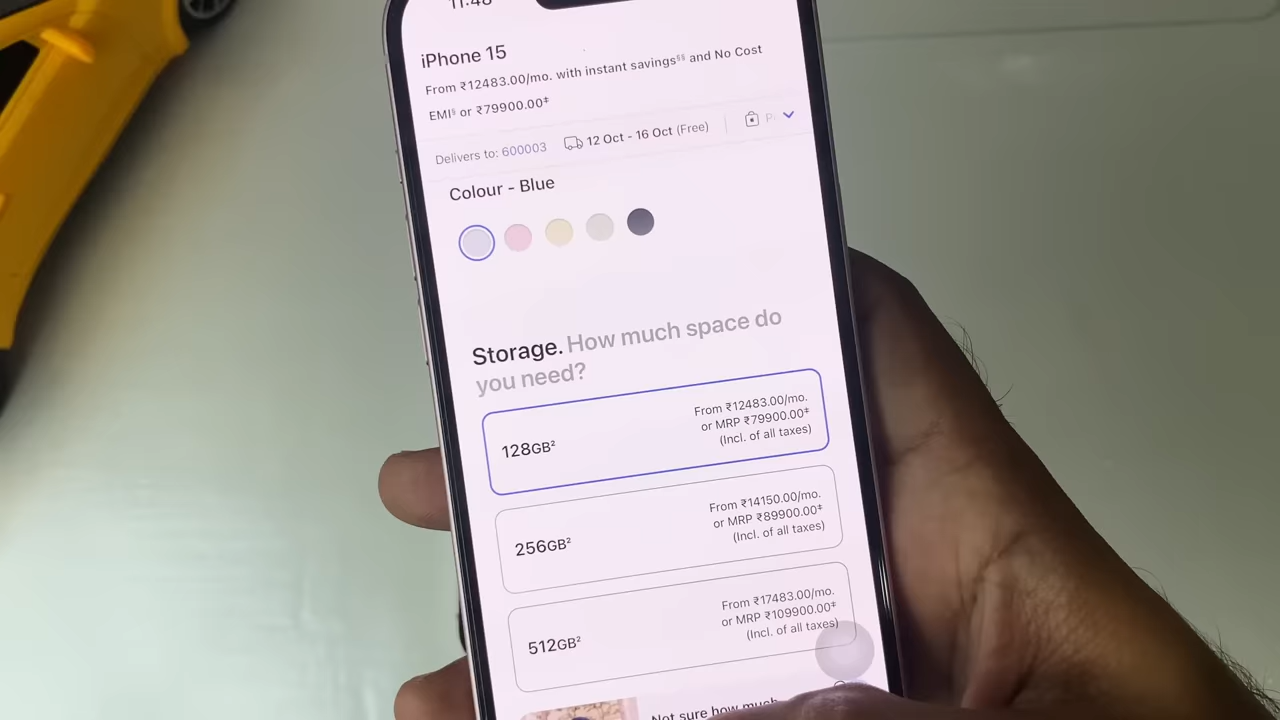 11:48
iPhone 15
From ₹12483.00/mo. with instant savings§§ and No Cost
EMI§ or ₹79900.00‡
Delivers to: 600003 12 Oct - 16 Oct (Free)
Colour - Blue
Storage. How much space do
you need?
128GB²
From ₹12483.00/mo.
or MRP ₹79900.00‡
(Incl. of all taxes)
256GB²
From ₹14150.00/mo.
or MRP ₹89900.00‡
(Incl. of all taxes)
512GB²
From ₹17483.00/mo.
or MRP ₹109900.00‡
(Incl. of all taxes)
Not sure how much